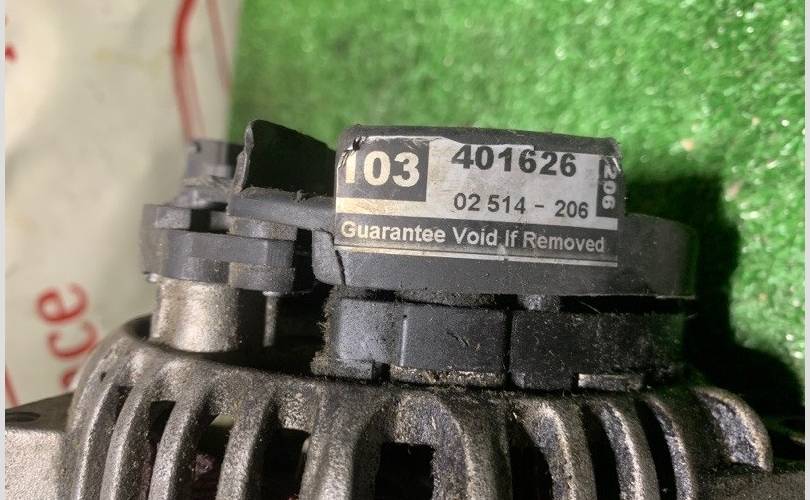 103
401626
206
02 514 - 206
Guarantee Void If Removed